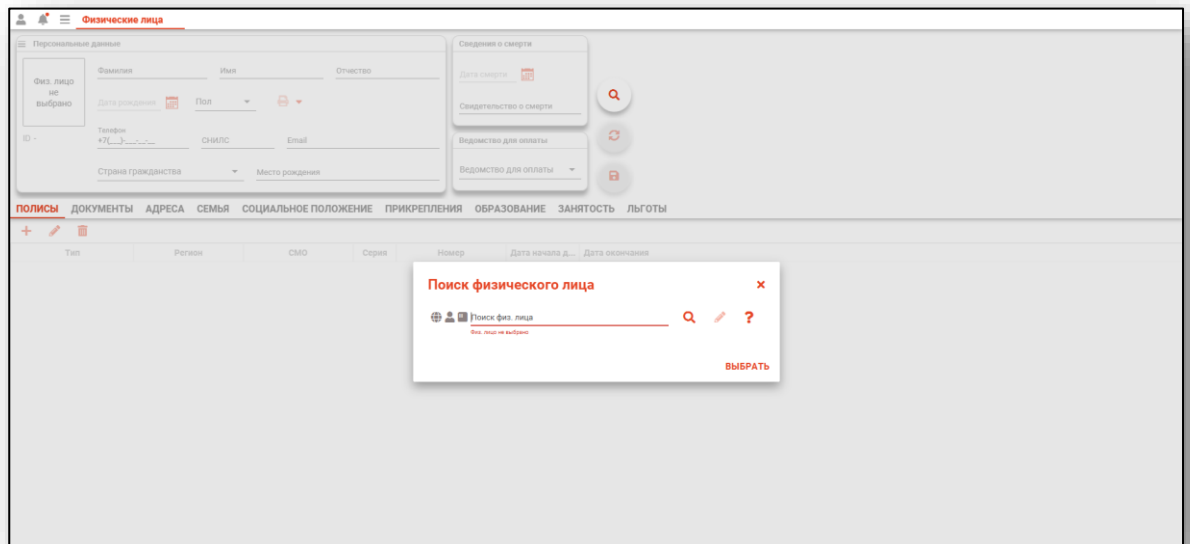 Физические лица
Персональные данные
Физ. лицо
не
выбрано
ID -
Фамилия Имя Отчество
Дата рождения Пол
Телефон
+7(___)-___-__-__ СНИЛС Email
Страна гражданства Место рождения
Сведения о смерти
Дата смерти
Свидетельство о смерти
Ведомство для оплаты
Ведомство для оплаты
ПОЛИСЫ ДОКУМЕНТЫ АДРЕСА СЕМЬЯ СОЦИАЛЬНОЕ ПОЛОЖЕНИЕ ПРИКРЕПЛЕНИЯ ОБРАЗОВАНИЕ ЗАНЯТОСТЬ ЛЬГОТЫ
Тип Регион СМО Серия Номер Дата начала д... Дата окончания
Поиск физического лица
Поиск физ. лица
Физ. лицо не выбрано
ВЫБРАТЬ